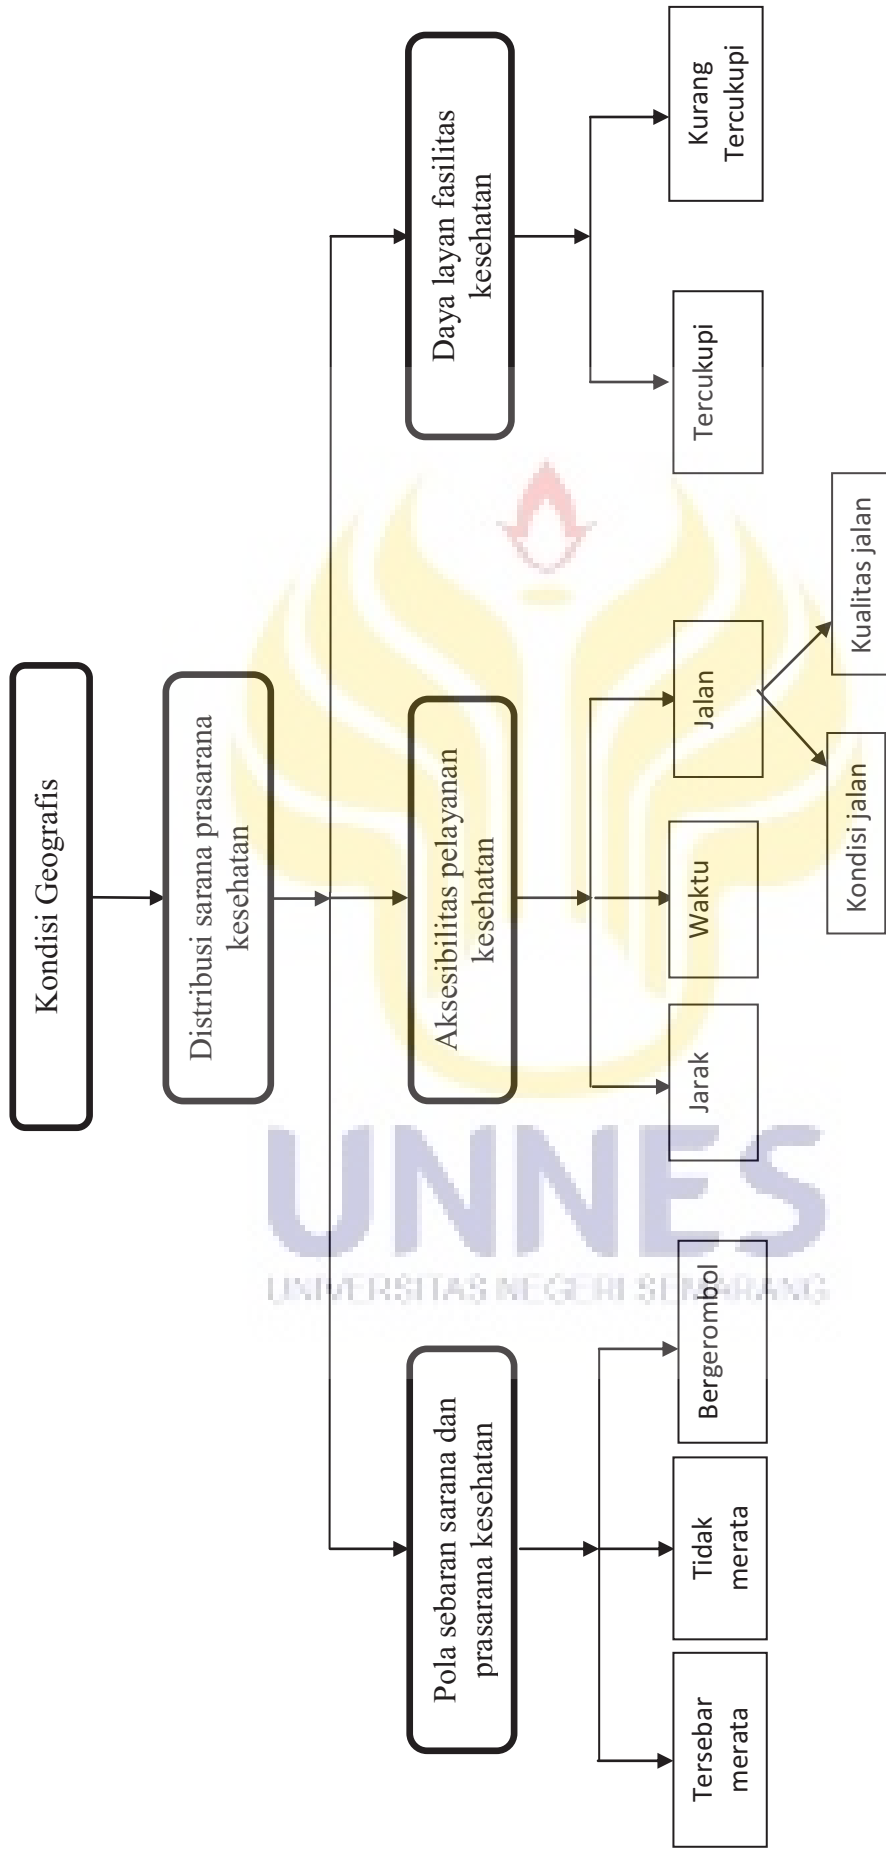 Kondisi Geografis
Distribusi sarana prasarana
kesehatan
Pola sebaran sarana dan
prasarana kesehatan
Aksesibilitas pelayanan
kesehatan
Daya layan fasilitas
kesehatan
Tersebar
merata
Tidak
merata
Bergerombol
Jarak
Waktu
Jalan
Tercukupi
Kurang
Tercukupi
Kondisi jalan
Kualitas jalan
UNNES
UNIVERSITAS NEGERI SEMARANG